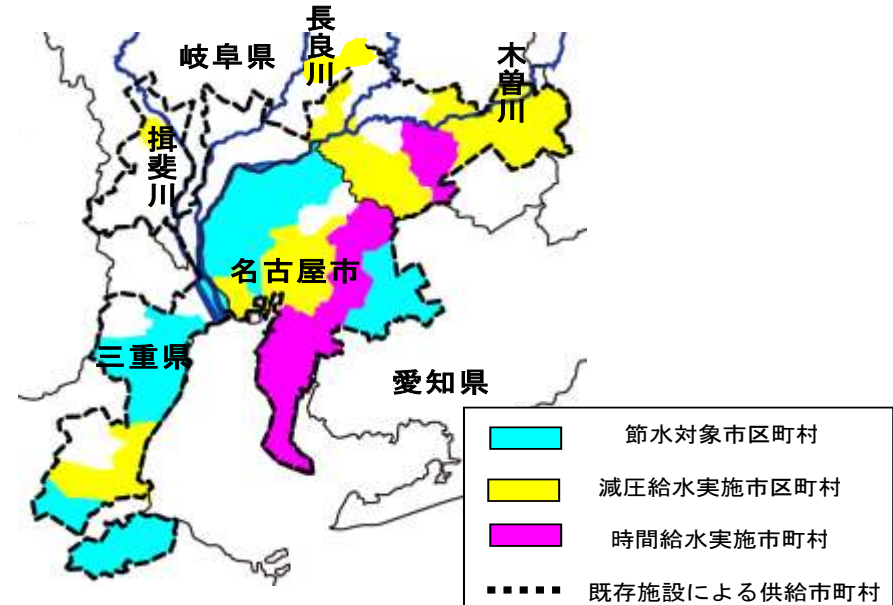 岐阜県
長良川
木曽川
揖斐川
名古屋市
三重県
愛知県
節水対象市区町村
減圧給水実施市区町村
時間給水実施市町村
既存施設による供給市町村